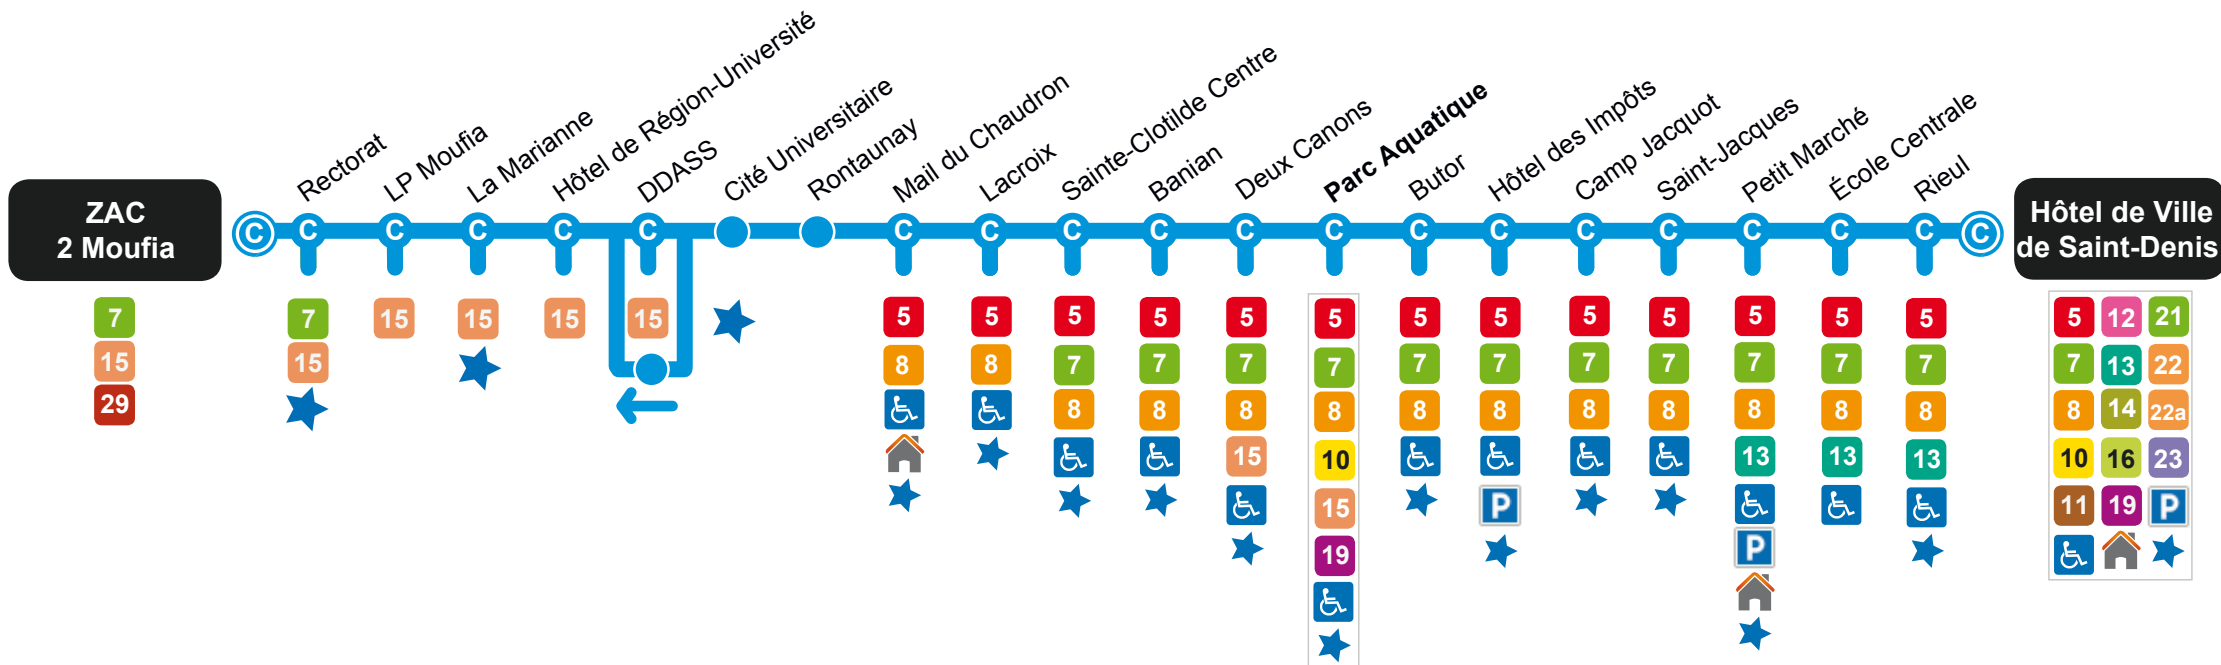 ZAC
2 Moufia
7
15
29
C
Rectorat
C
7
15
LP Moufia
C
15
La Marianne
C
15
Hôtel de Région-Université
C
15
DDASS
C
15
Cité Universitaire
Rontaunay
Mail du Chaudron
C
5
8
Lacroix
C
5
8
Sainte-Clotilde Centre
C
5
7
8
Banian
C
5
7
8
Deux Canons
C
5
7
8
15
Parc Aquatique
C
5
7
8
10
15
19
Butor
C
5
7
8
Hôtel des Impôts
C
5
7
8
P
Camp Jacquot
C
5
7
8
Saint-Jacques
C
5
7
8
Petit Marché
C
5
7
8
13
P
École Centrale
C
5
7
8
13
Rieul
C
5
7
8
13
C
Hôtel de Ville
de Saint-Denis
5 12 21
7 13 22
8 14 22a
10 16 23
11 19 P